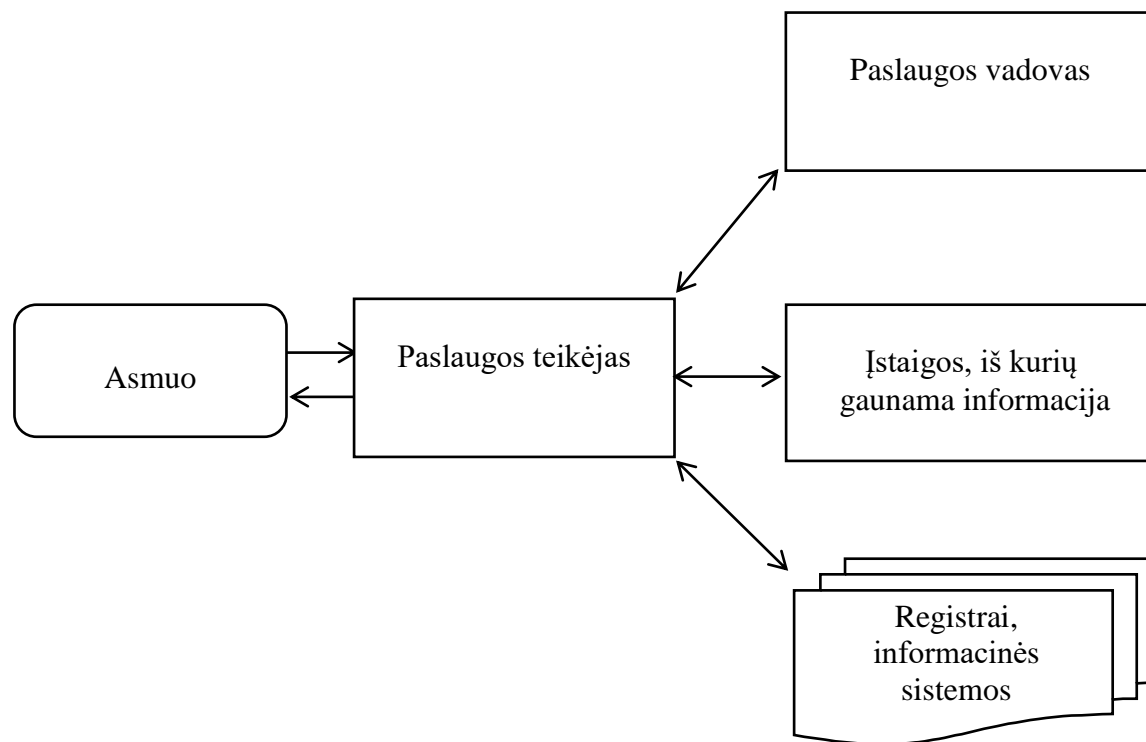 Paslaugos vadovas
Asmuo
Paslaugos teikėjas
Įstaigos, iš kurių
gaunama informacija
Registrai,
informacinės
sistemos